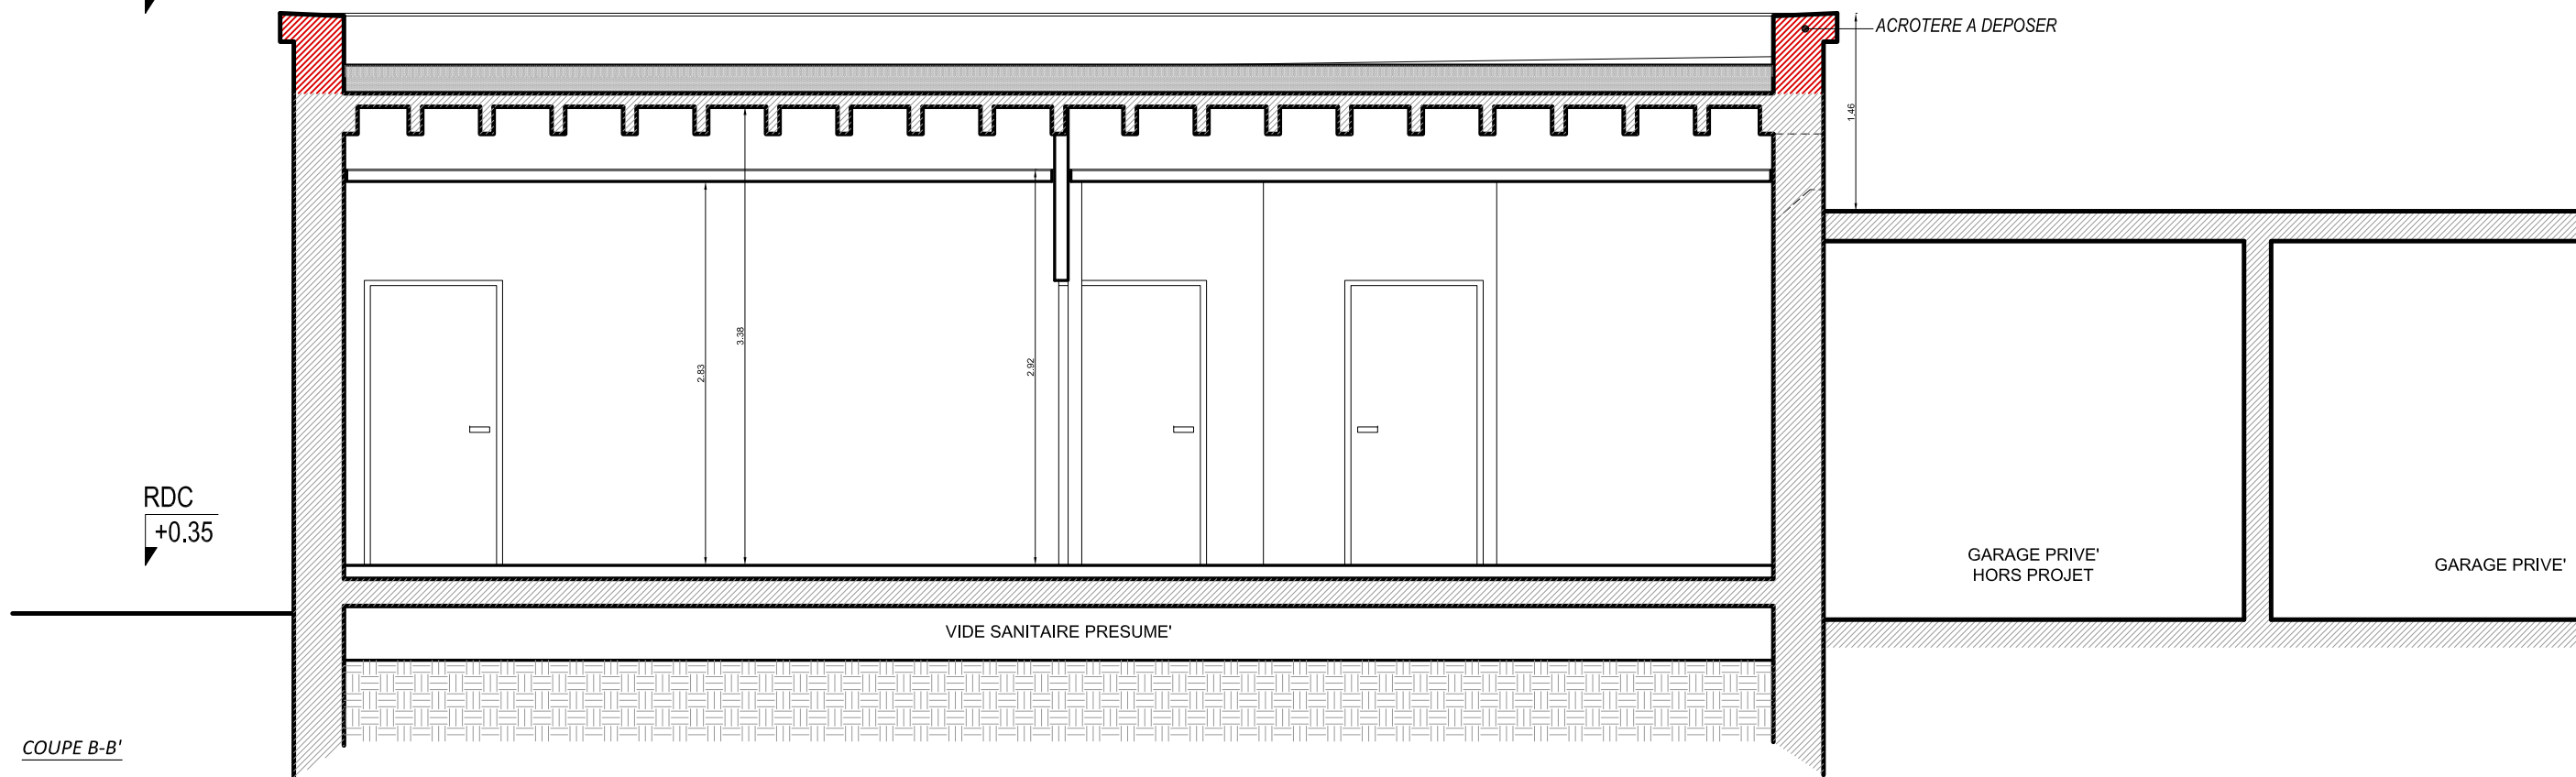 ACROTERE A DEPOSER
1.46
3.38
2.92
2.83
RDC
+0.35
GARAGE PRIVE'
HORS PROJET
GARAGE PRIVE'
VIDE SANITAIRE PRESUME'
COUPE B-B'